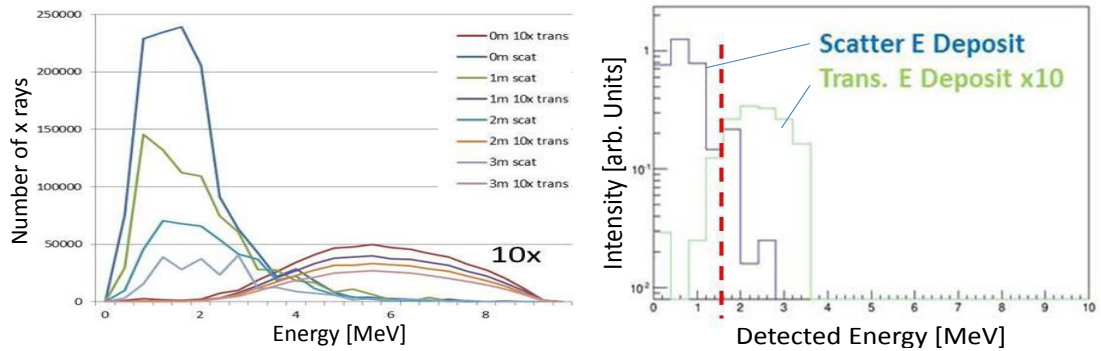 250000
200000
150000
100000
50000
0
Number of x rays
0 2 4 6 8
Energy [MeV]
0m 10x trans
0m scat
1m scat
1m 10x trans
2m scat
2m 10x trans
3m scat
3m 10x trans
10x
1
10⁻¹
10⁻²
Intensity [arb. Units]
0 1 2 3 4 5 6 7 8 9 10
Detected Energy [MeV]
Scatter E Deposit
Trans. E Deposit x10